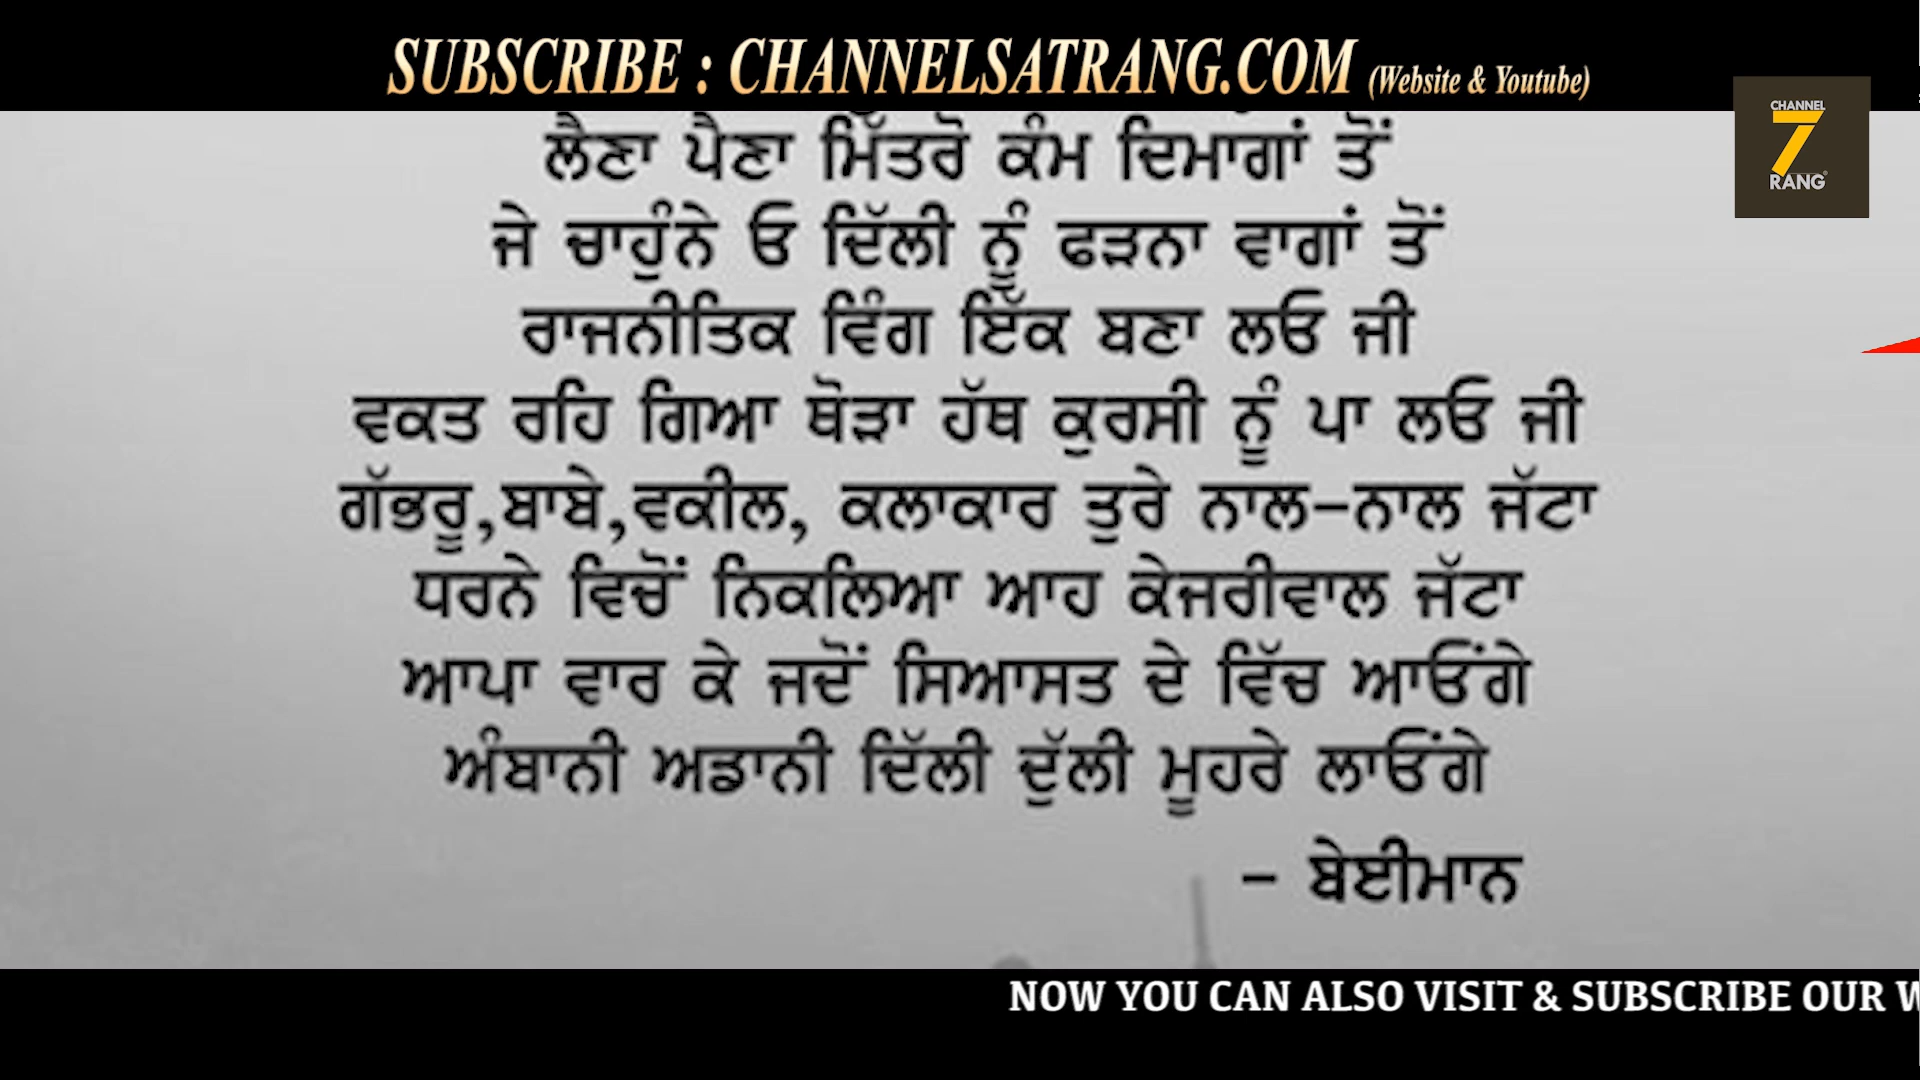 SUBSCRIBE : CHANNELSATRANG.COM (Website & Youtube)
CHANNEL
7
RANG
ਲੈਣਾ ਪੈਣਾ ਮਿੱਤਰੋ ਕੰਮ ਦਿਮਾਗਾਂ ਤੋਂ
ਜੇ ਚਾਹੁੰਨੇ ਓ ਦਿੱਲੀ ਨੂੰ ਫੜਨਾ ਵਾਗਾਂ ਤੋਂ
ਰਾਜਨੀਤਿਕ ਵਿੰਗ ਇੱਕ ਬਣਾ ਲਓ ਜੀ
ਵਕਤ ਰਹਿ ਗਿਆ ਥੋੜਾ ਹੱਥ ਕੁਰਸੀ ਨੂੰ ਪਾ ਲਓ ਜੀ
ਗੱਭਰੂ,ਬਾਬੇ,ਵਕੀਲ, ਕਲਾਕਾਰ ਤੁਰੇ ਨਾਲ-ਨਾਲ ਜੱਟਾ
ਧਰਨੇ ਵਿਚੋਂ ਨਿਕਲਿਆ ਆਹ ਕੇਜਰੀਵਾਲ ਜੱਟਾ
ਆਪਾ ਵਾਰ ਕੇ ਜਦੋਂ ਸਿਆਸਤ ਦੇ ਵਿੱਚ ਆਓਂਗੇ
ਅੰਬਾਨੀ ਅਡਾਨੀ ਦਿੱਲੀ ਦੁੱਲੀ ਮੂਹਰੇ ਲਾਓਂਗੇ
- ਬੇਈਮਾਨ
NOW YOU CAN ALSO VISIT & SUBSCRIBE OUR